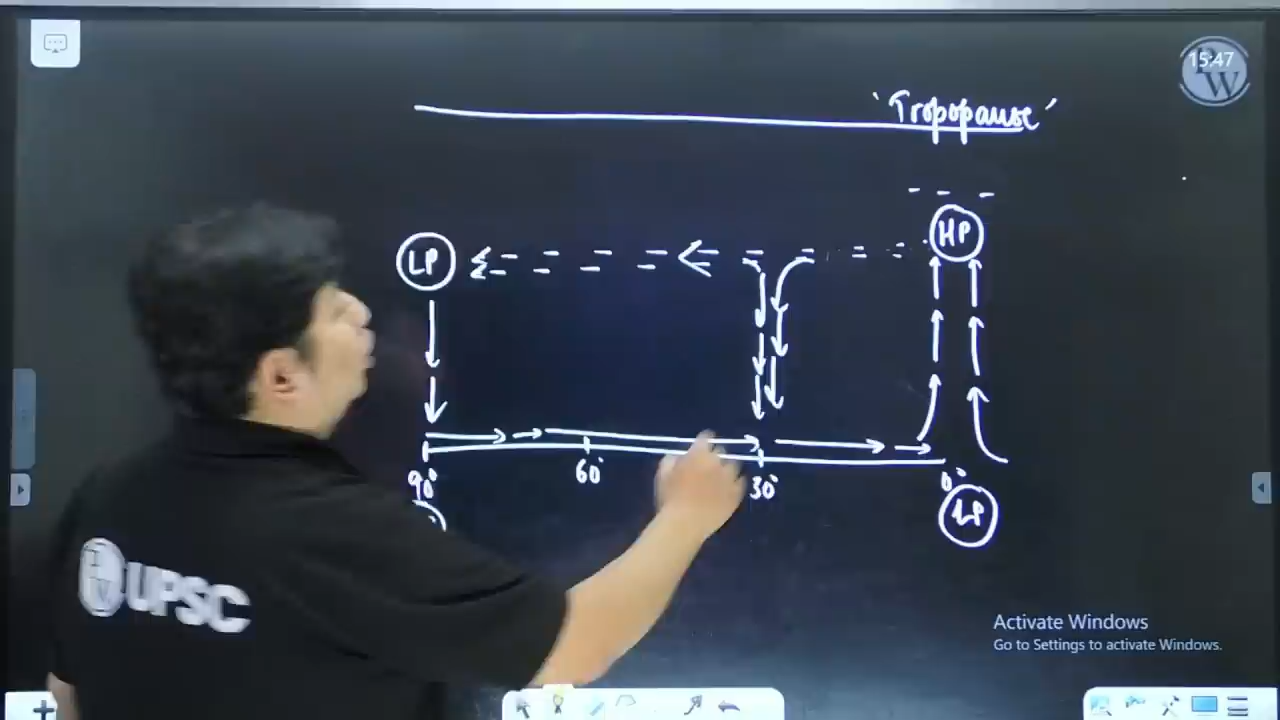 15:47
PW
'Tropopause'
HP
LP
90° 60° 30° 0°
LP
UPSC
Activate Windows
Go to Settings to activate Windows.